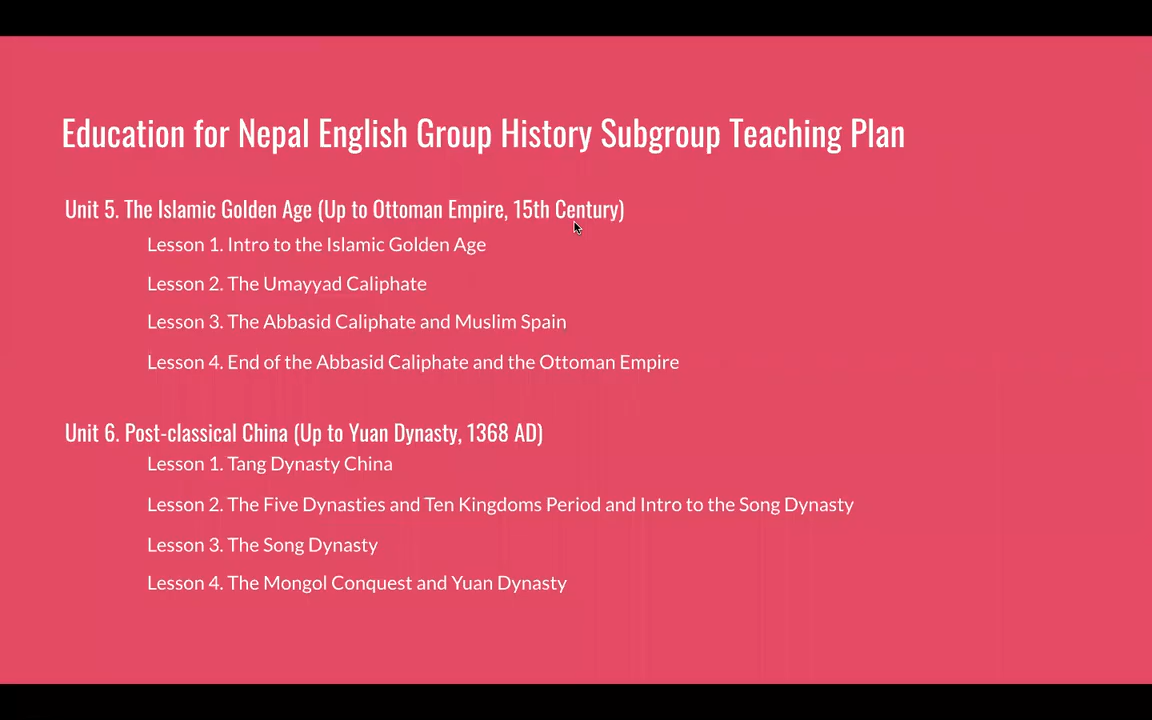 Education for Nepal English Group History Subgroup Teaching Plan
Unit 5. The Islamic Golden Age (Up to Ottoman Empire, 15th Century)
Lesson 1. Intro to the Islamic Golden Age
Lesson 2. The Umayyad Caliphate
Lesson 3. The Abbasid Caliphate and Muslim Spain
Lesson 4. End of the Abbasid Caliphate and the Ottoman Empire
Unit 6. Post-classical China (Up to Yuan Dynasty, 1368 AD)
Lesson 1. Tang Dynasty China
Lesson 2. The Five Dynasties and Ten Kingdoms Period and Intro to the Song Dynasty
Lesson 3. The Song Dynasty
Lesson 4. The Mongol Conquest and Yuan Dynasty